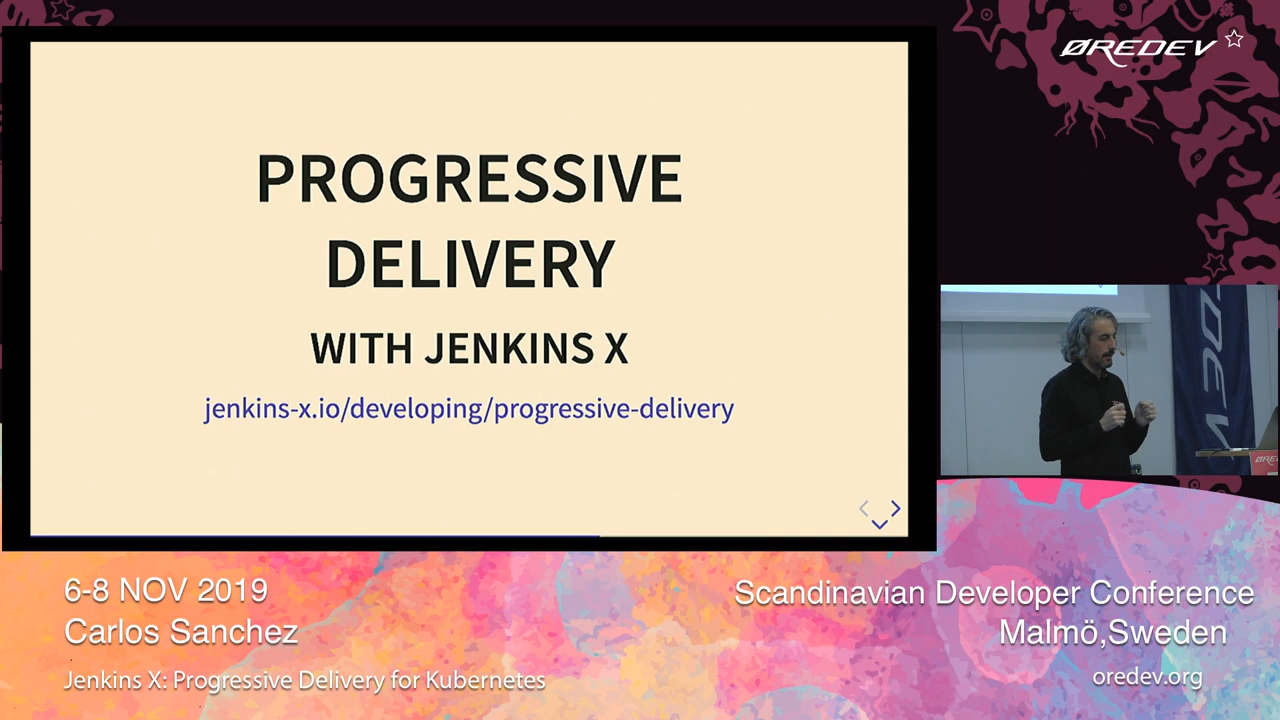 ØREDEV
PROGRESSIVE
DELIVERY
WITH JENKINS X
jenkins-x.io/developing/progressive-delivery
6-8 NOV 2019
Carlos Sanchez
Jenkins X: Progressive Delivery for Kubernetes
Scandinavian Developer Conference
Malmö,Sweden
oredev.org